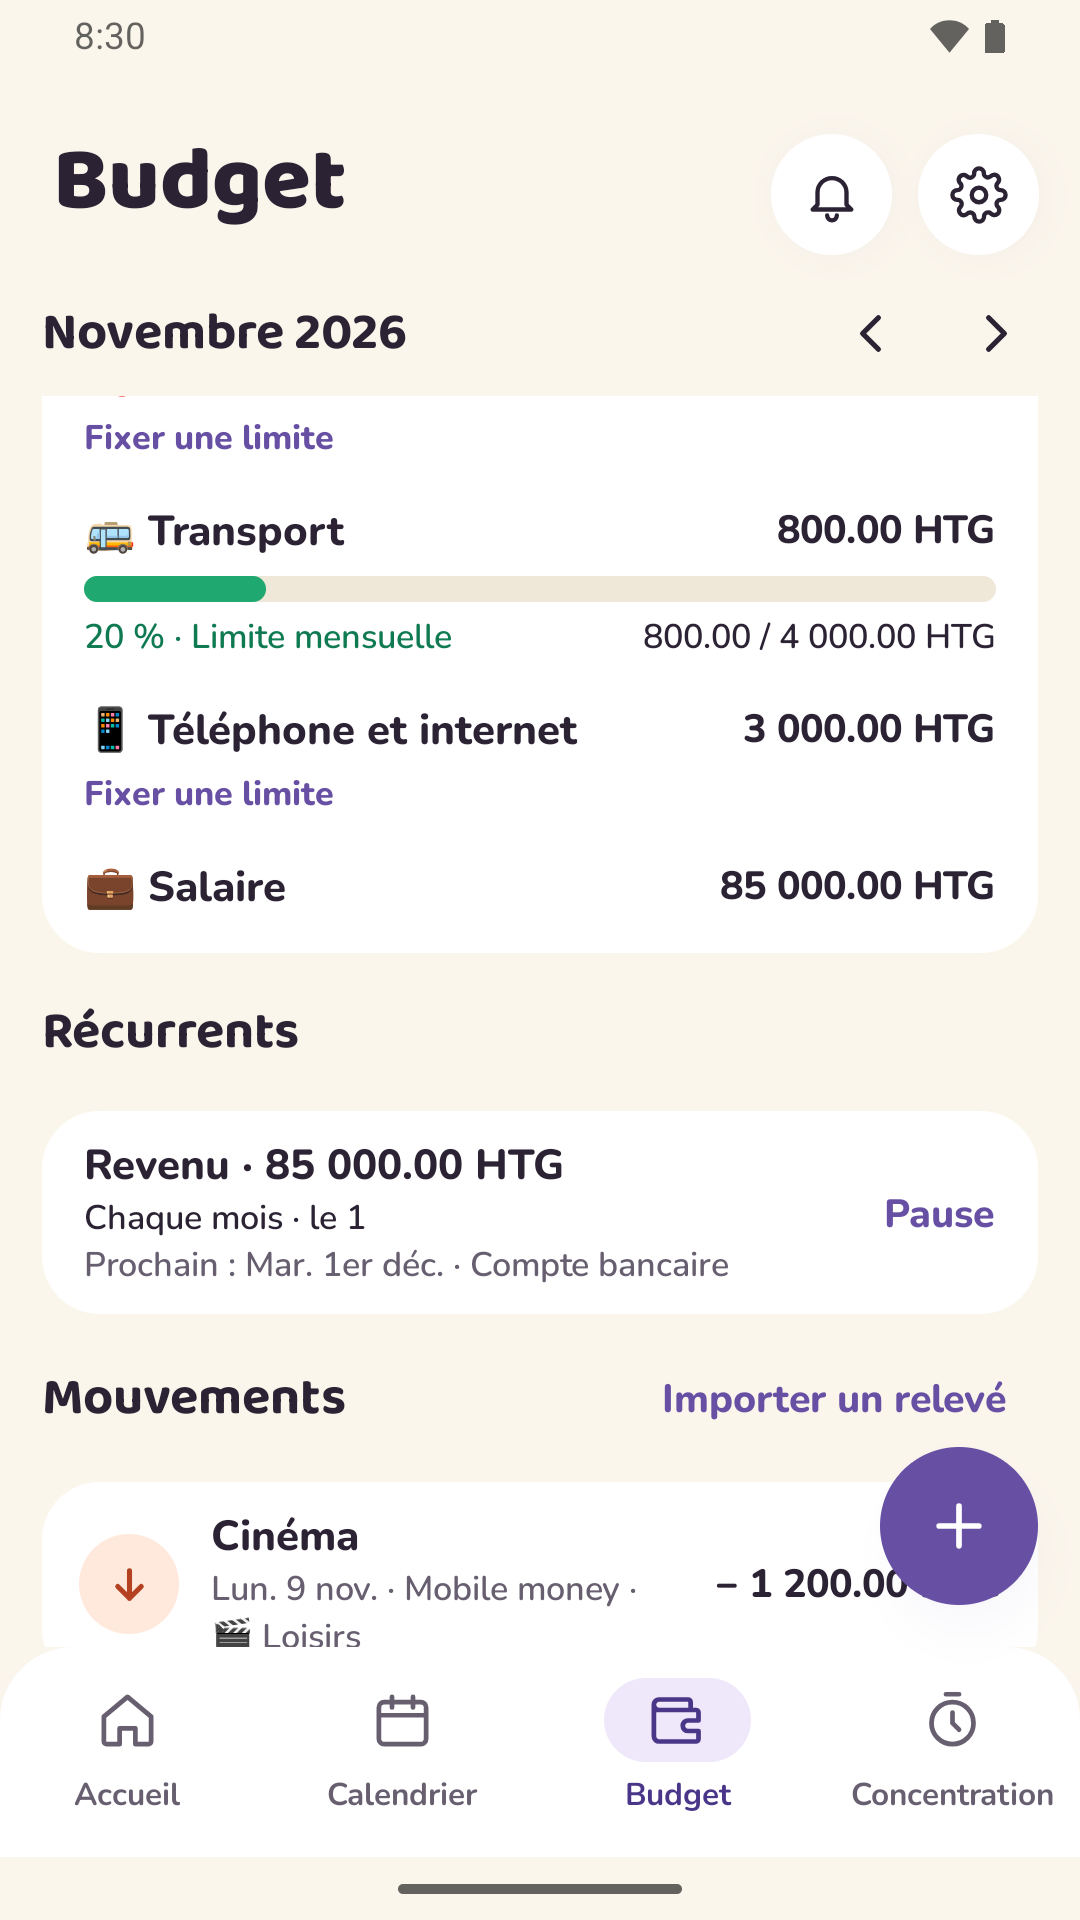 8:30
Budget
Novembre 2026
Fixer une limite
Transport 800.00 HTG
20 % · Limite mensuelle 800.00 / 4 000.00 HTG
Téléphone et internet 3 000.00 HTG
Fixer une limite
Salaire 85 000.00 HTG
Récurrents
Revenu · 85 000.00 HTG
Chaque mois · le 1
Pause
Prochain : Mar. 1er déc. · Compte bancaire
Mouvements Importer un relevé
Cinéma
Lun. 9 nov. · Mobile money · − 1 200.00
Loisirs
Accueil Calendrier Budget Concentration